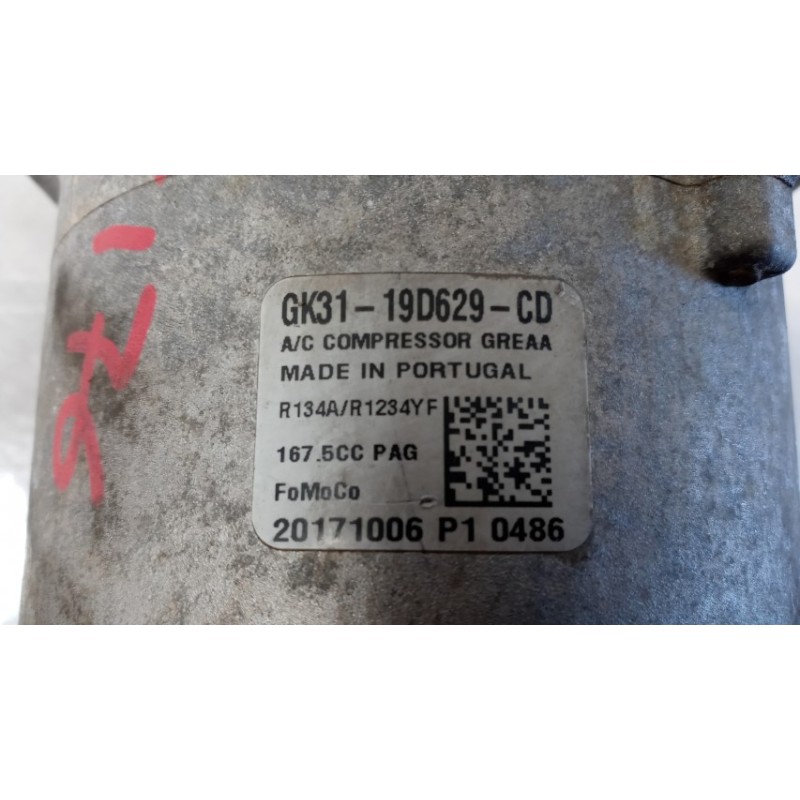 GK31-19D629-CD
A/C COMPRESSOR GREAA
MADE IN PORTUGAL
R134A/R1234YF
167.5CC PAG
FoMoCo
20171006 P1 0486